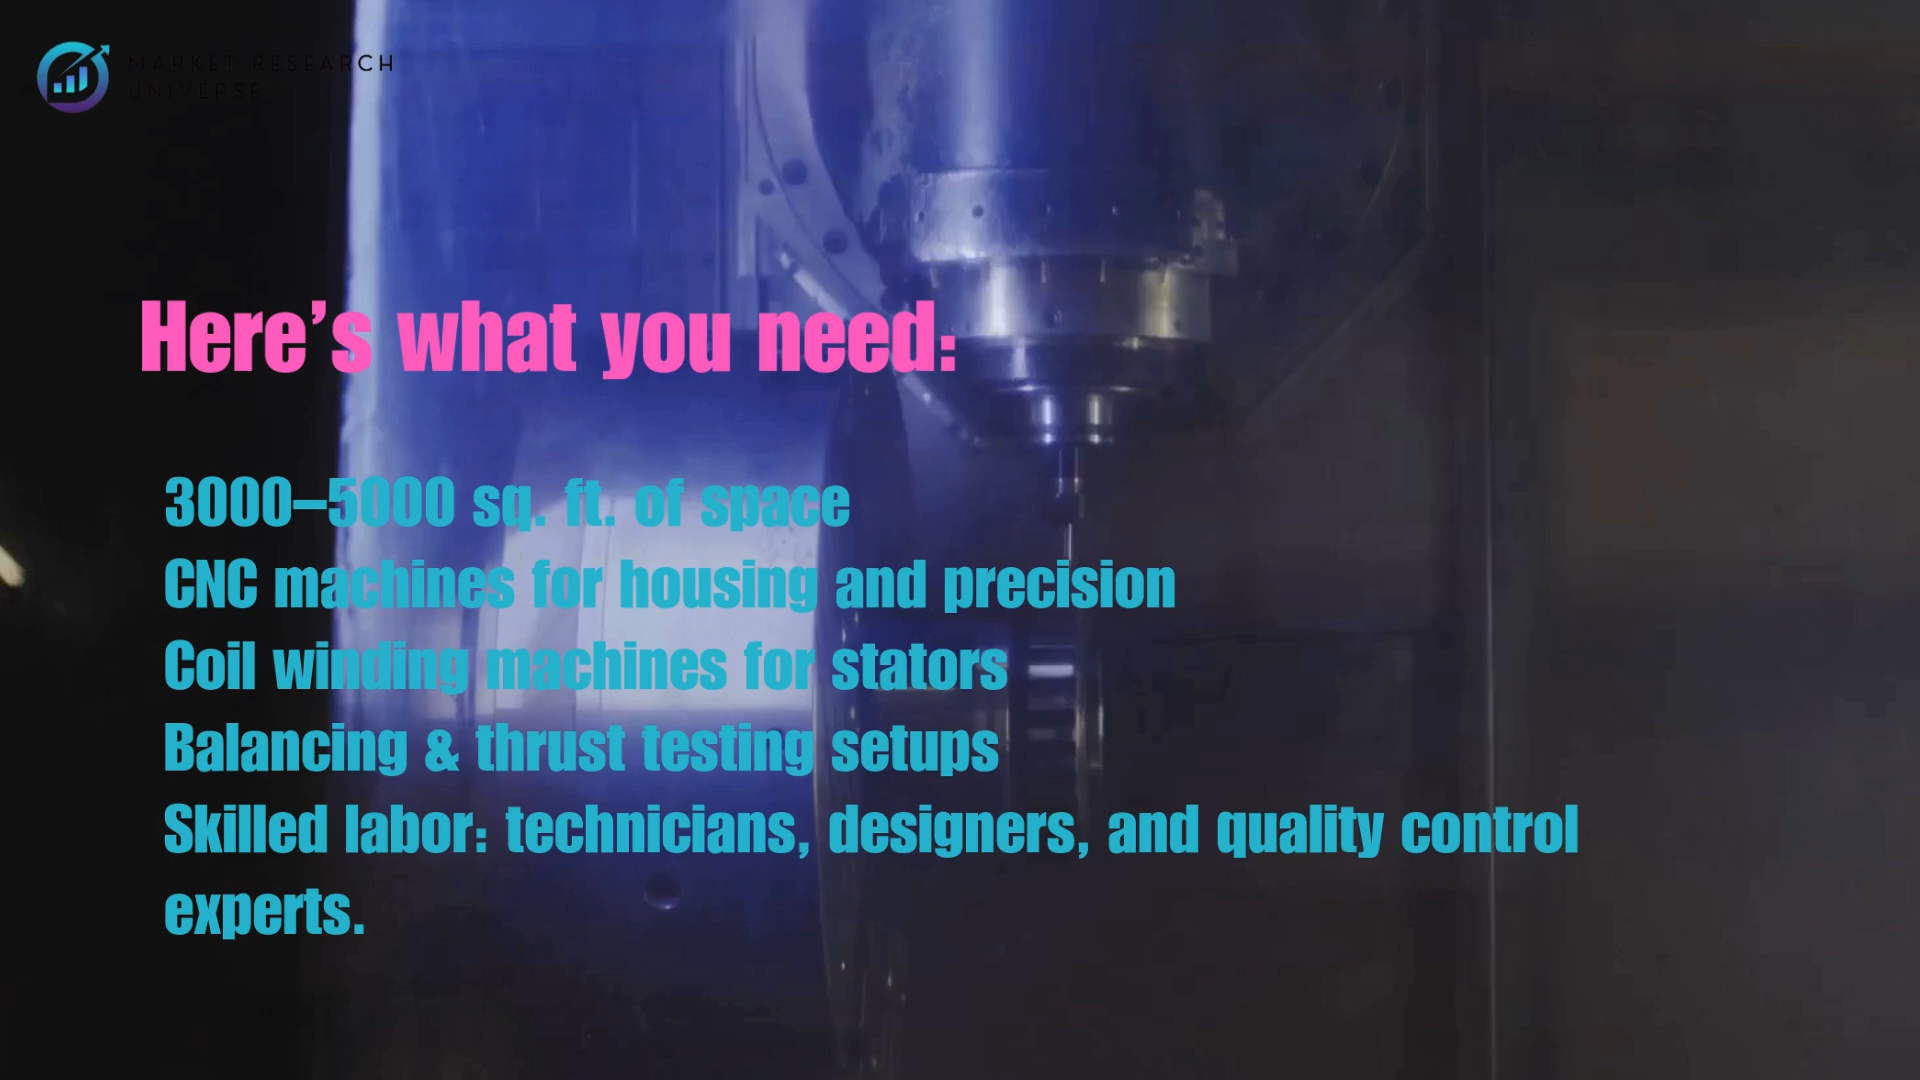 MARKET RESEARCH
UNIVERSE
Here’s what you need:
3000–5000 sq. ft. of space
CNC machines for housing and precision
Coil winding machines for stators
Balancing & thrust testing setups
Skilled labor: technicians, designers, and quality control
experts.